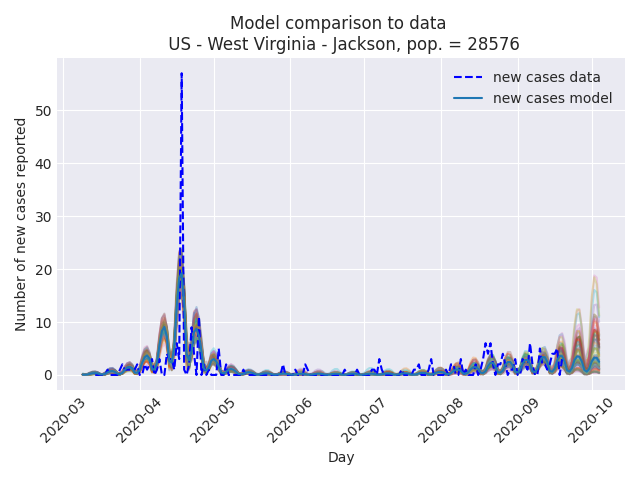 Model comparison to data
US - West Virginia - Jackson, pop. = 28576
new cases data
new cases model
Number of new cases reported
50
40
30
20
10
0
2020-03
2020-04
2020-05
2020-06
2020-07
2020-08
2020-09
2020-10
Day